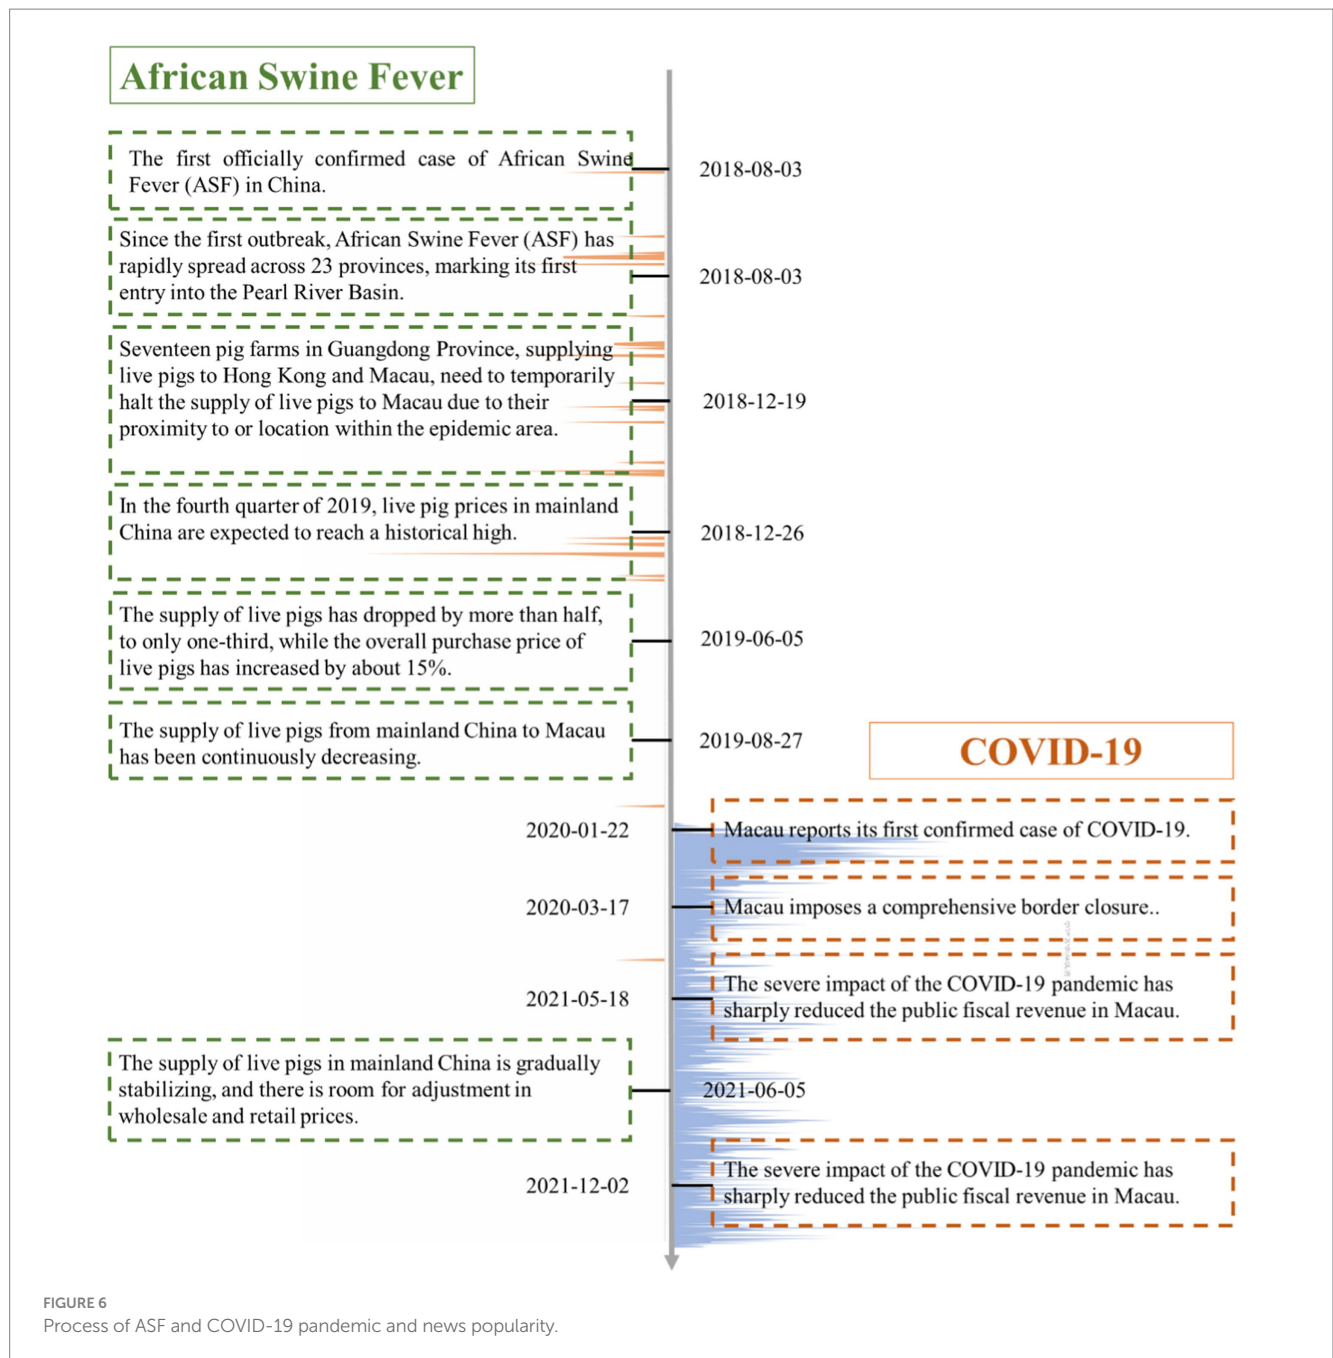 African Swine Fever
The first officially confirmed case of African Swine
Fever (ASF) in China.
2018-08-03
Since the first outbreak, African Swine Fever (ASF) has
rapidly spread across 23 provinces, marking its first
entry into the Pearl River Basin.
2018-08-03
Seventeen pig farms in Guangdong Province, supplying
live pigs to Hong Kong and Macau, need to temporarily
halt the supply of live pigs to Macau due to their
proximity to or location within the epidemic area.
2018-12-19
In the fourth quarter of 2019, live pig prices in mainland
China are expected to reach a historical high.
2018-12-26
The supply of live pigs has dropped by more than half,
to only one-third, while the overall purchase price of
live pigs has increased by about 15%.
2019-06-05
The supply of live pigs from mainland China to Macau
has been continuously decreasing.
2019-08-27
COVID-19
2020-01-22
Macau reports its first confirmed case of COVID-19.
2020-03-17
Macau imposes a comprehensive border closure..
2021-05-18
The severe impact of the COVID-19 pandemic has
sharply reduced the public fiscal revenue in Macau.
The supply of live pigs in mainland China is gradually
stabilizing, and there is room for adjustment in
wholesale and retail prices.
2021-06-05
2021-12-02
The severe impact of the COVID-19 pandemic has
sharply reduced the public fiscal revenue in Macau.
FIGURE 6
Process of ASF and COVID-19 pandemic and news popularity.